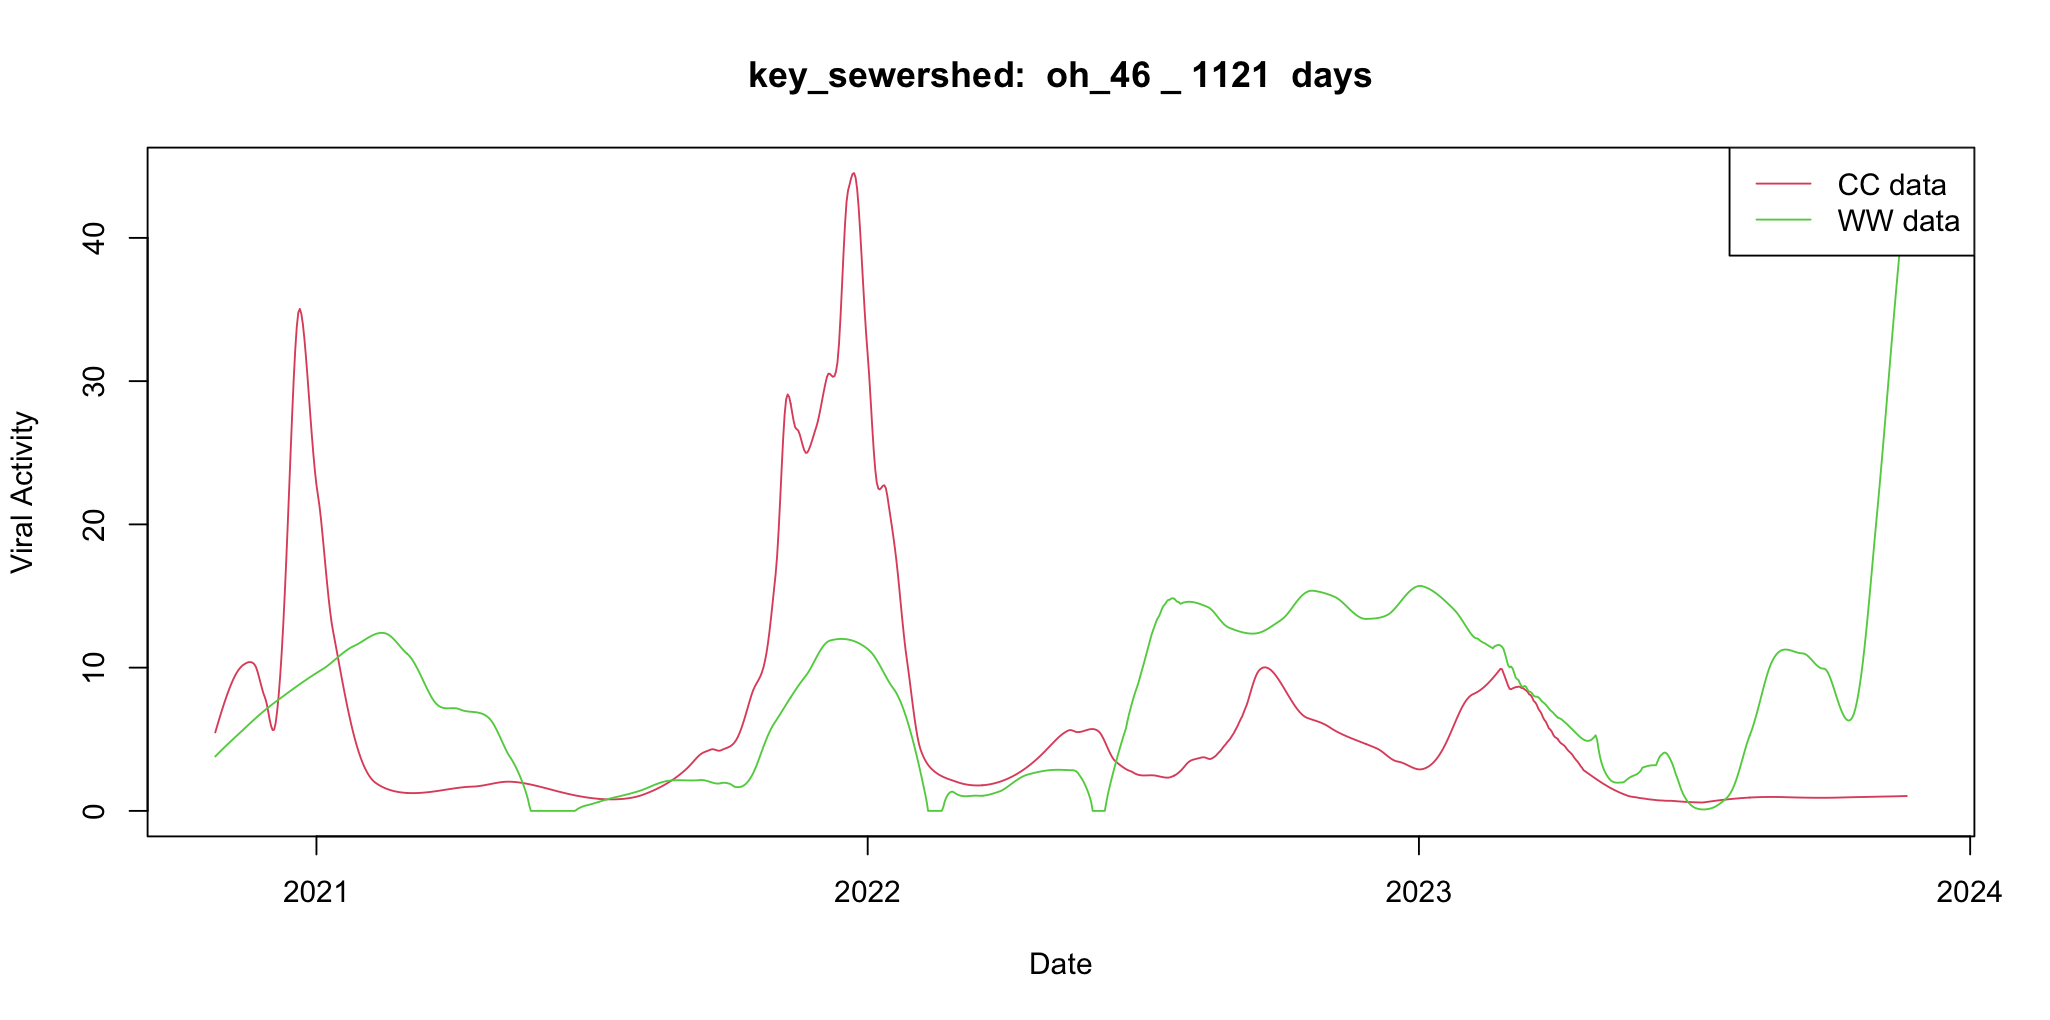 key_sewershed:  oh_46 _ 1121  days
CC data
WW data
Viral Activity
40
30
20
10
0
2021
2022
2023
2024
Date